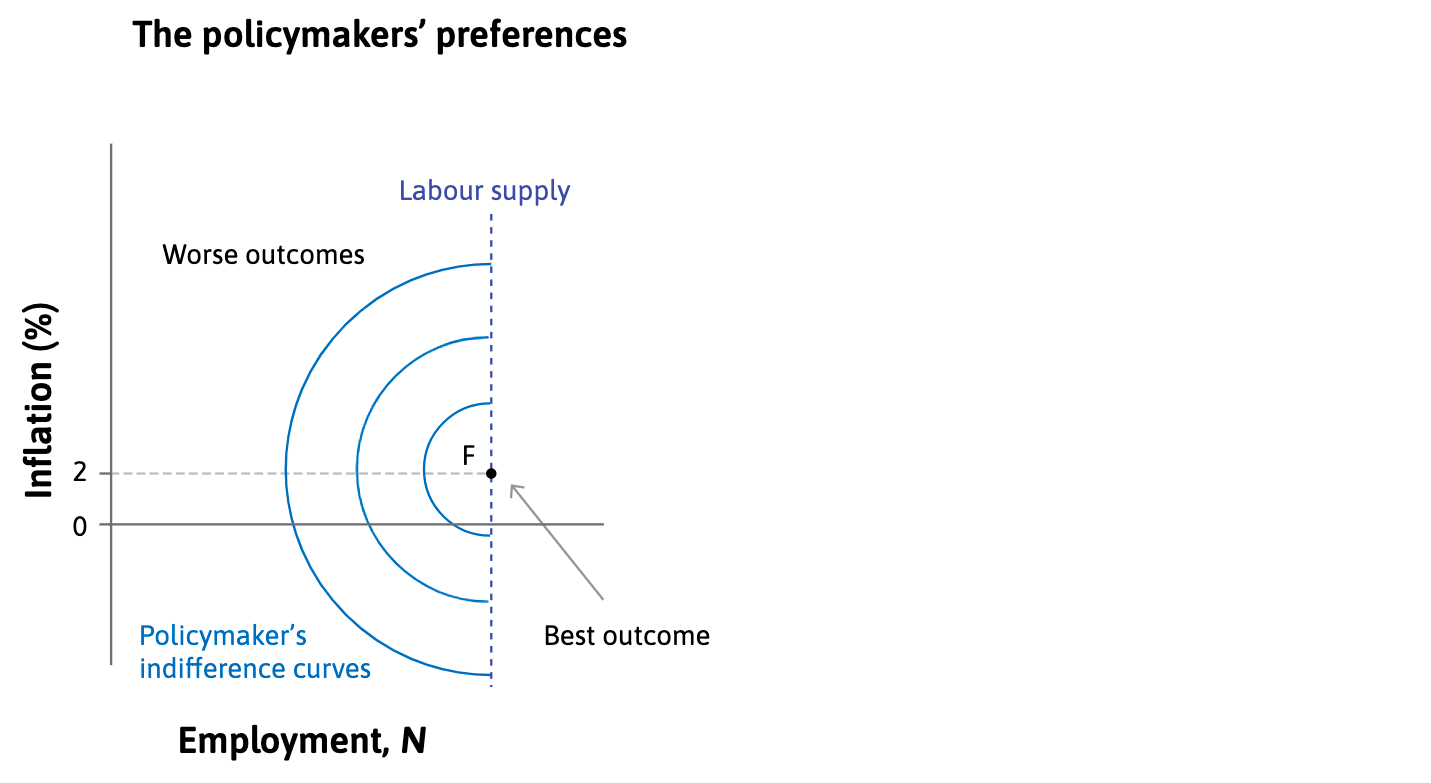 The policymakers’ preferences
Labour supply
Worse outcomes
Inflation (%)
F
2
0
Policymaker’s
indifference curves
Best outcome
Employment, N